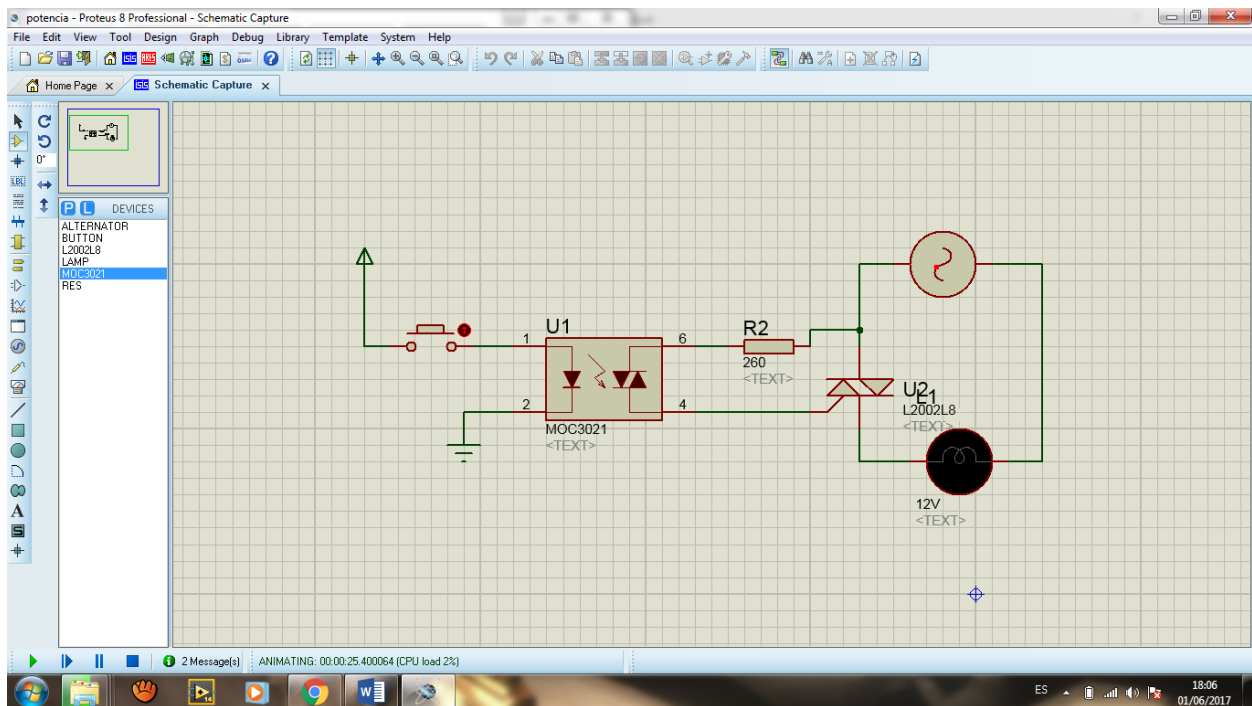 potencia - Proteus 8 Professional - Schematic Capture
File Edit View Tool Design Graph Debug Library Template System Help
Home Page x Schematic Capture x
0°
LBL
P L DEVICES
ALTERNATOR
BUTTON
L2002L8
LAMP
MOC3021
RES
A
S
U1
1
2
6
4
MOC3021
<TEXT>
R2
260
<TEXT>
U2
L1
L2002L8
<TEXT>
12V
<TEXT>
2 Message(s) ANIMATING: 00:00:25.400064 (CPU load 2%)
ES
18:06
01/06/2017